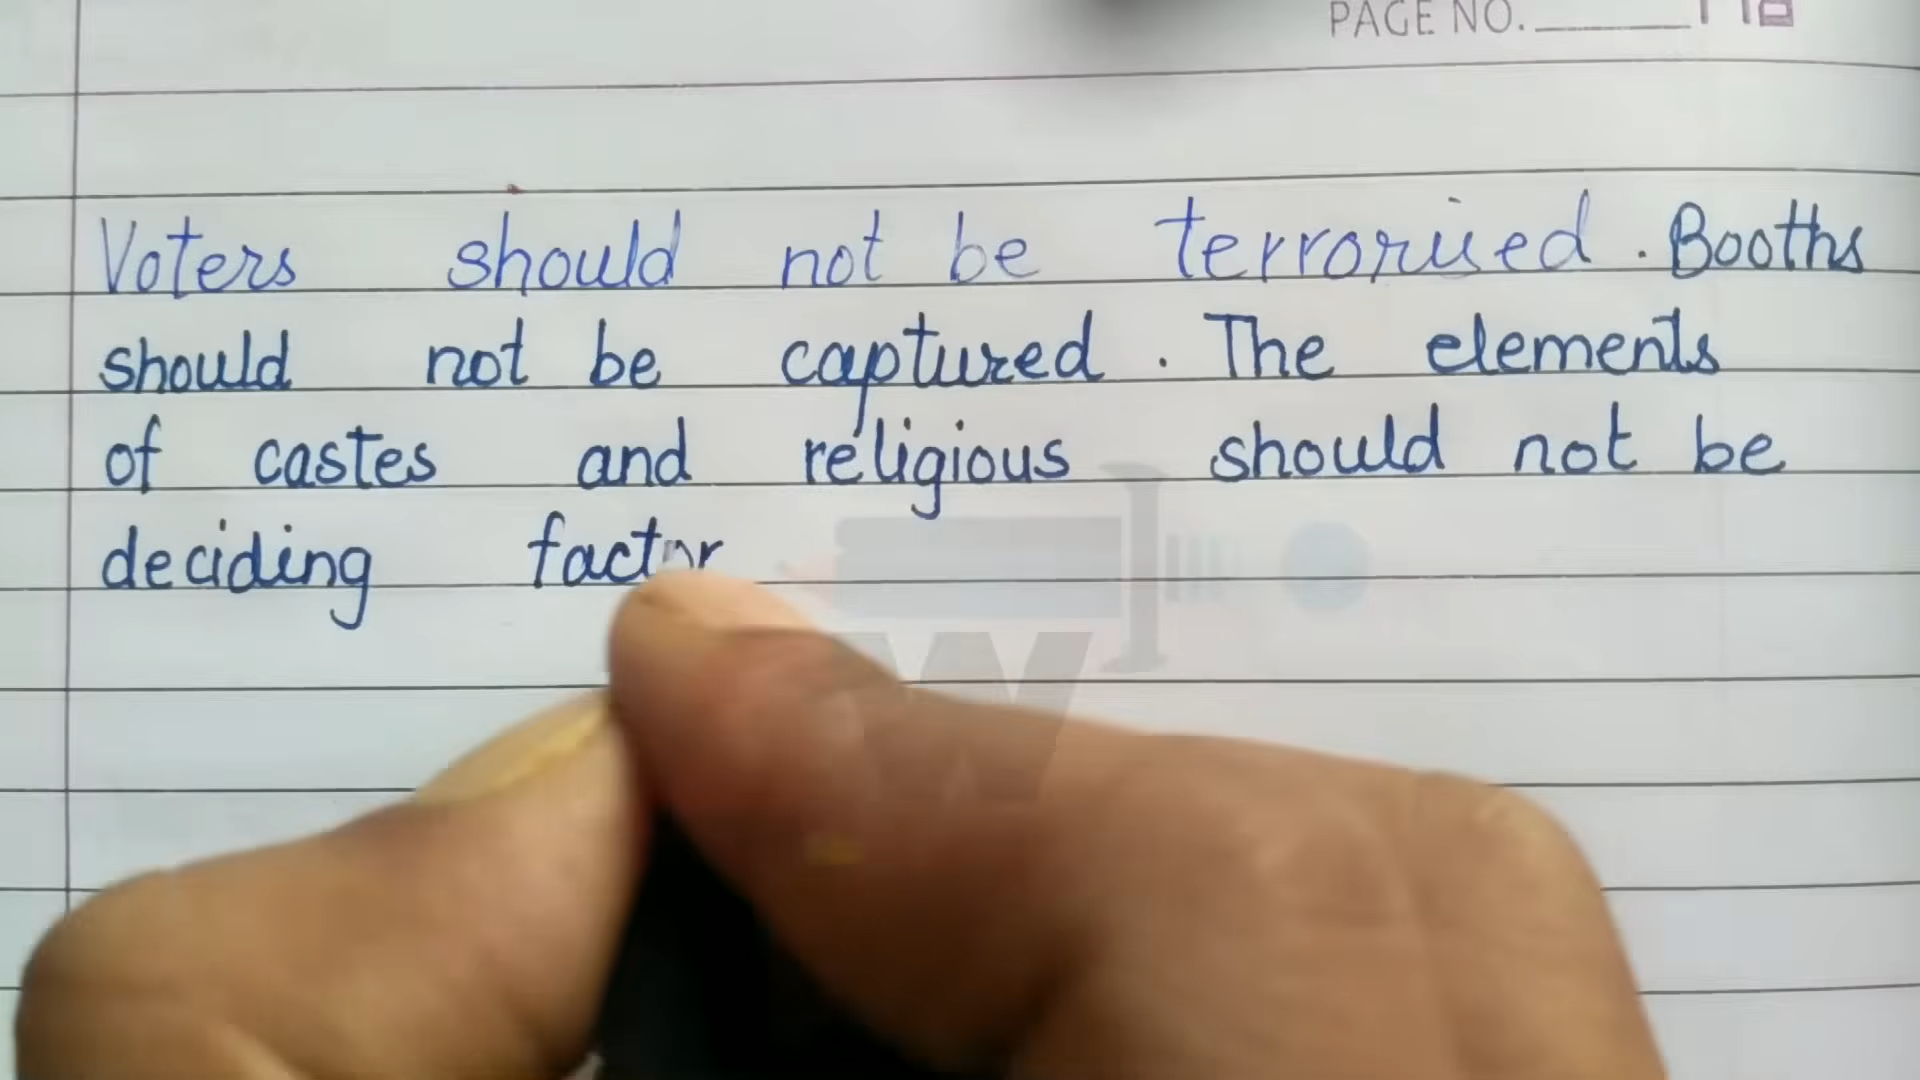 PAGE NO.
Voters should not be terrorised. Booths
should not be captured. The elements
of castes and religious should not be
deciding factor
W